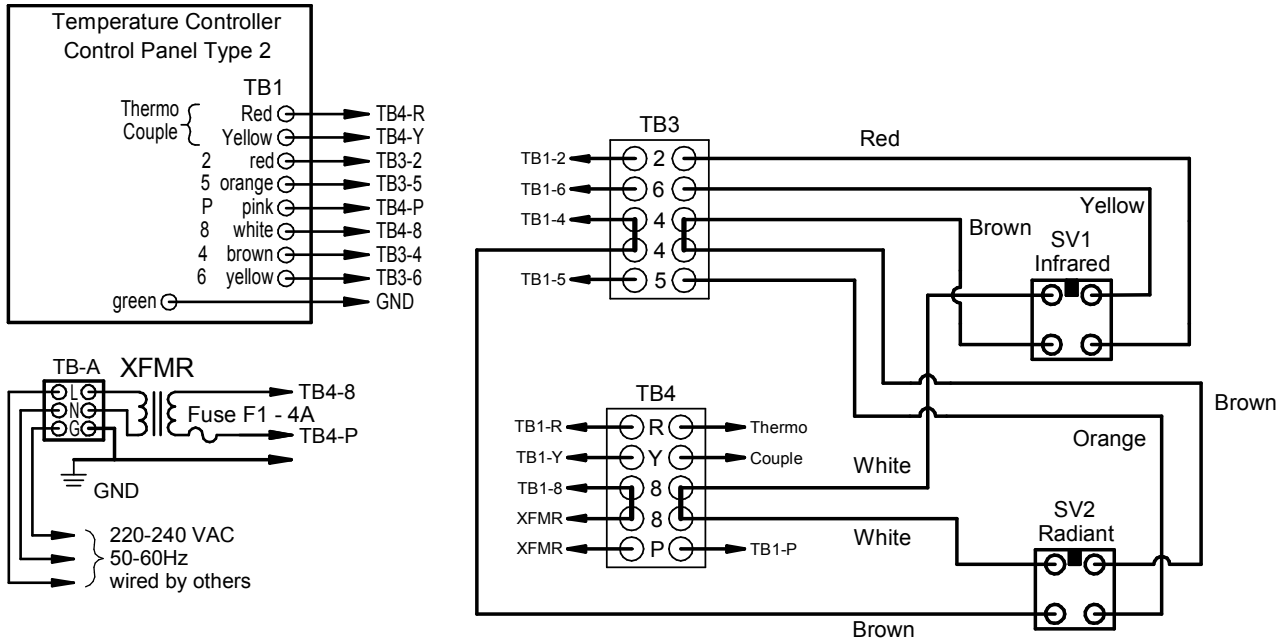 Temperature Controller
Control Panel Type 2
TB1
Thermo
Couple
Red TB4-R
Yellow TB4-Y
2 red TB3-2
5 orange TB3-5
P pink TB4-P
8 white TB4-8
4 brown TB3-4
6 yellow TB3-6
green GND
TB-A XFMR
L TB4-8
N Fuse F1 - 4A
G TB4-P
GND
220-240 VAC
50-60Hz
wired by others
TB3
TB1-2 2 Red
TB1-6 6 Yellow
TB1-4 4 Brown
4
TB1-5 5
SV1
Infrared
TB4
TB1-R R Thermo
TB1-Y Y Couple
TB1-8 8 White
XFMR 8 White
XFMR P TB1-P
Brown
Orange
SV2
Radiant
Brown